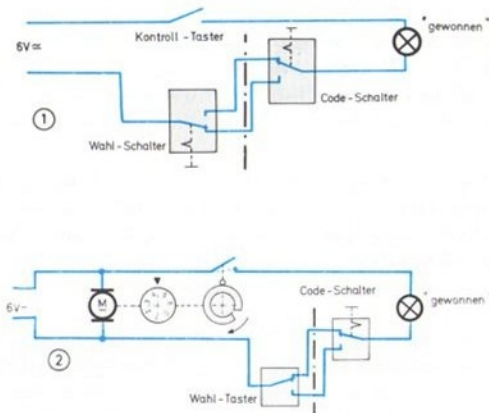 Kontroll-Taster
"gewonnen"
6V≂
Code-Schalter
1
Wahl-Schalter
Code-Schalter
6V-
M
"gewonnen"
2
Wahl-Taster